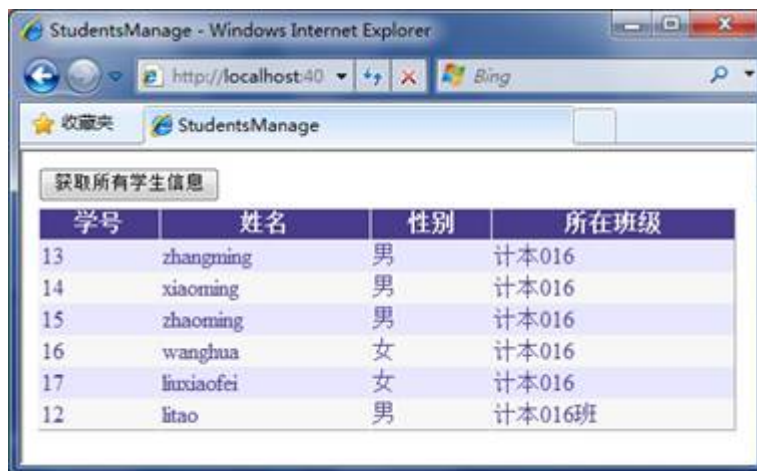 StudentsManage - Windows Internet Explorer
http://localhost:40
Bing
收藏夹
StudentsManage
获取所有学生信息
学号 姓名 性别 所在班级
13 zhangming 男 计本016
14 xiaoming 男 计本016
15 zhaoming 男 计本016
16 wanghua 女 计本016
17 liuxiaofei 女 计本016
12 litao 男 计本016班